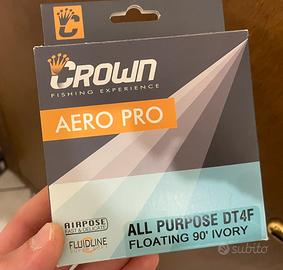 CROWN
FISHING EXPERIENCE
AERO PRO
AIRPOSE
FLUIDLINE
ALL PURPOSE DT4F
FLOATING 90' IVORY
subito